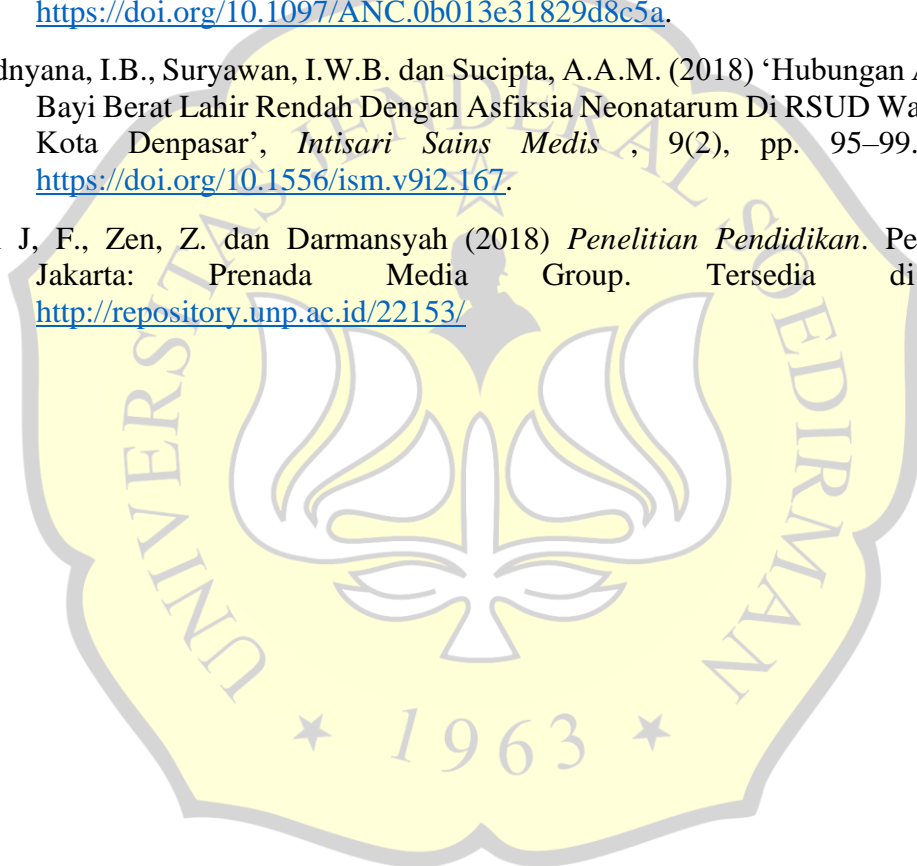 https://doi.org/10.1097/ANC.0b013e31829d8c5a.
I.B., Suryawan, I.W.B. dan Sucipta, A.A.M. (2018) ‘Hubungan
Bayi Berat Lahir Rendah Dengan Asfiksia Neonatarum Di RSUD
Kota Denpasar’, Intisari Sains Medis , 9(2), pp. 95–99.
https://doi.org/10.1556/ism.v9i2.167.
J, F., Zen, Z. dan Darmansyah (2018) Penelitian Pendidikan.
Jakarta: Prenada Media Group. Tersedia di
http://repository.unp.ac.id/22153/
UNIVERSITAS JENDERAL SOEDIRMAN
1963